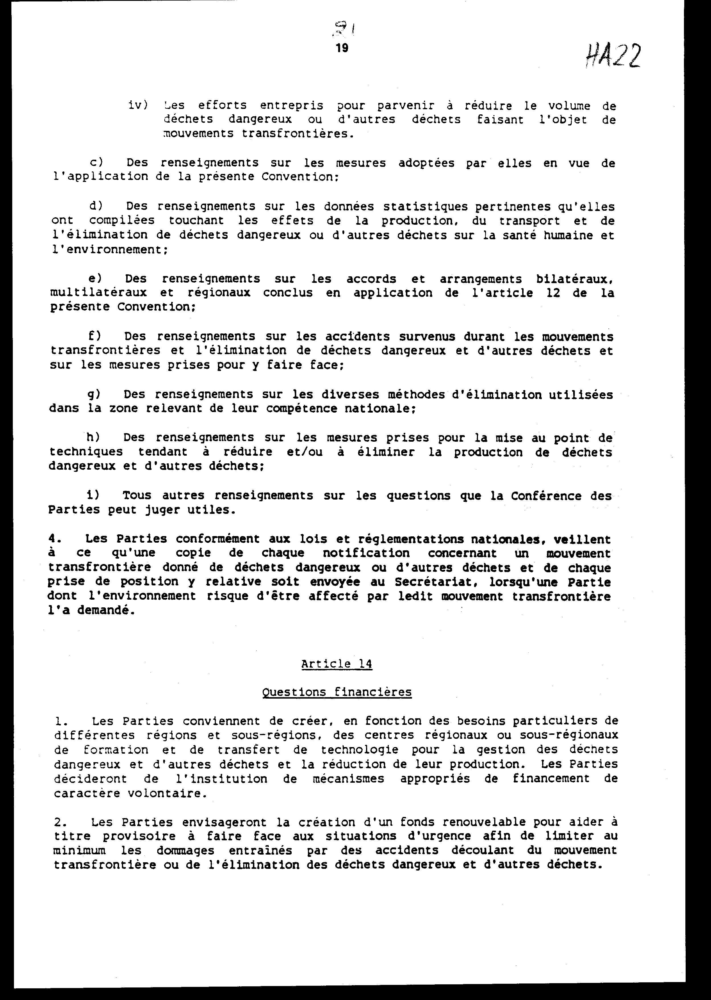 19
HA22
iv) Les efforts entrepris pour parvenir à réduire le volume de
déchets dangereux ou d'autres déchets faisant l'objet de
mouvements transfrontières.
c) Des renseignements sur les mesures adoptées par elles en vue de
l'application de la présente Convention;
d) Des renseignements sur les données statistiques pertinentes qu'elles
ont compilées touchant les effets de la production, du transport et de
l'élimination de déchets dangereux ou d'autres déchets sur la santé humaine et
l'environnement;
e) Des renseignements sur les accords et arrangements bilatéraux,
multilatéraux et régionaux conclus en application de l'article 12 de la
présente Convention;
f) Des renseignements sur les accidents survenus durant les mouvements
transfrontières et l'élimination de déchets dangereux et d'autres déchets et
sur les mesures prises pour y faire face;
g) Des renseignements sur les diverses méthodes d'élimination utilisées
dans la zone relevant de leur compétence nationale;
h) Des renseignements sur les mesures prises pour la mise au point de
techniques tendant à réduire et/ou à éliminer la production de déchets
dangereux et d'autres déchets;
i) Tous autres renseignements sur les questions que la Conférence des
Parties peut juger utiles.
4. Les Parties conformément aux lois et réglementations nationales, veillent
à ce qu'une copie de chaque notification concernant un mouvement
transfrontière donné de déchets dangereux ou d'autres déchets et de chaque
prise de position y relative soit envoyée au Secrétariat, lorsqu'une Partie
dont l'environnement risque d'être affecté par ledit mouvement transfrontière
l'a demandé.
Article 14
Questions financières
1. Les Parties conviennent de créer, en fonction des besoins particuliers de
différentes régions et sous-régions, des centres régionaux ou sous-régionaux
de formation et de transfert de technologie pour la gestion des déchets
dangereux et d'autres déchets et la réduction de leur production. Les Parties
décideront de l'institution de mécanismes appropriés de financement de
caractère volontaire.
2. Les Parties envisageront la création d'un fonds renouvelable pour aider à
titre provisoire à faire face aux situations d'urgence afin de limiter au
minimum les dommages entraînés par des accidents découlant du mouvement
transfrontière ou de l'élimination des déchets dangereux et d'autres déchets.